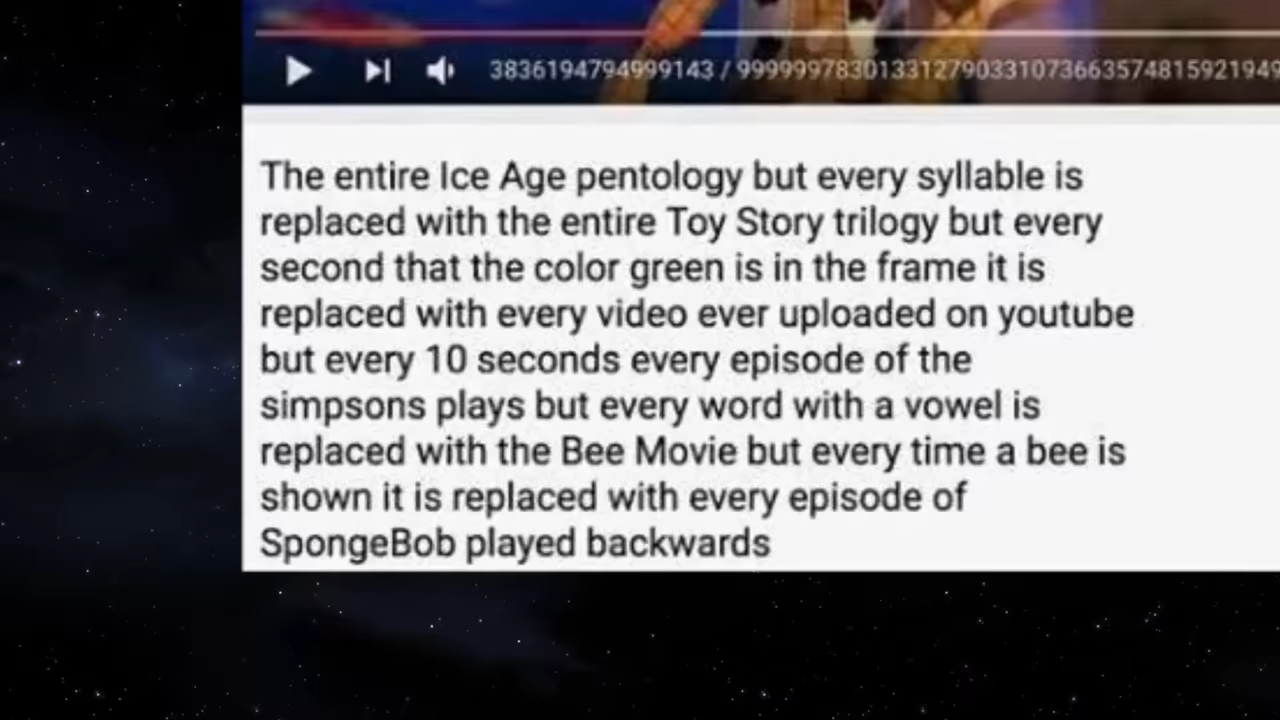 3836194794999143 / 999999783013312790331073663574815921949
The entire Ice Age pentology but every syllable is
replaced with the entire Toy Story trilogy but every
second that the color green is in the frame it is
replaced with every video ever uploaded on youtube
but every 10 seconds every episode of the
simpsons plays but every word with a vowel is
replaced with the Bee Movie but every time a bee is
shown it is replaced with every episode of
SpongeBob played backwards